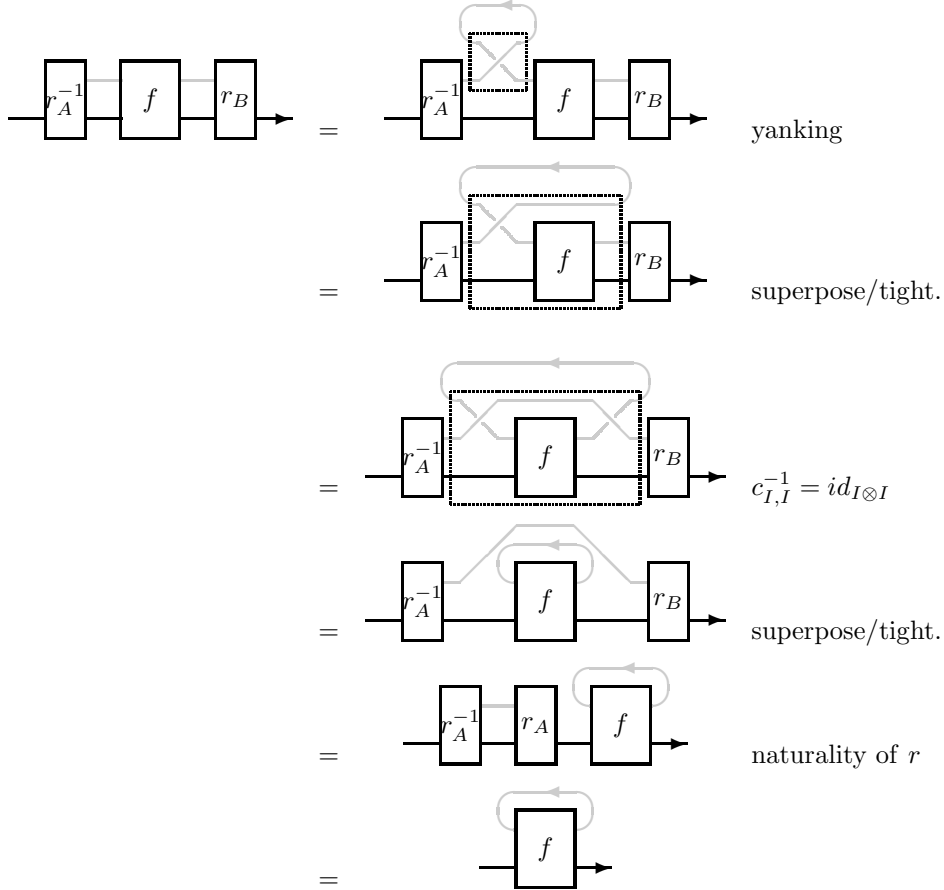 r_A^{-1} f r_B = r_A^{-1} f r_B yanking
= r_A^{-1} f r_B superpose/tight.
= r_A^{-1} f r_B c_{I,I}^{-1} = id_{I⊗I}
= r_A^{-1} f r_B superpose/tight.
= r_A^{-1} r_A f naturality of r
= f